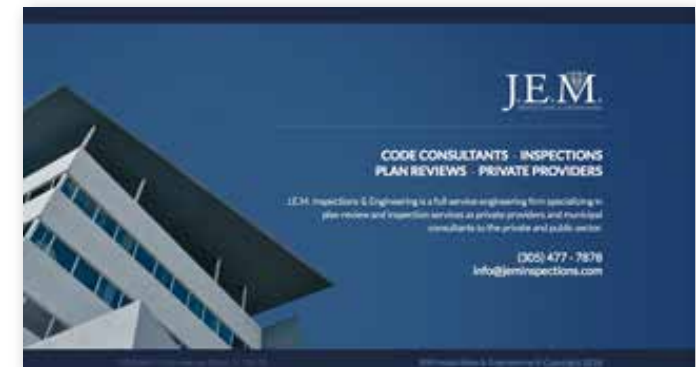 J.E.M.
CODE CONSULTANTS INSPECTIONS
PLAN REVIEWS PRIVATE PROVIDERS
J.E.M. Inspections & Engineering is a full service engineering firm specializing in
plan review and inspection services as private providers and municipal
consultants to the private and public sector.
(305) 477 - 7878
info@jeminspections.com